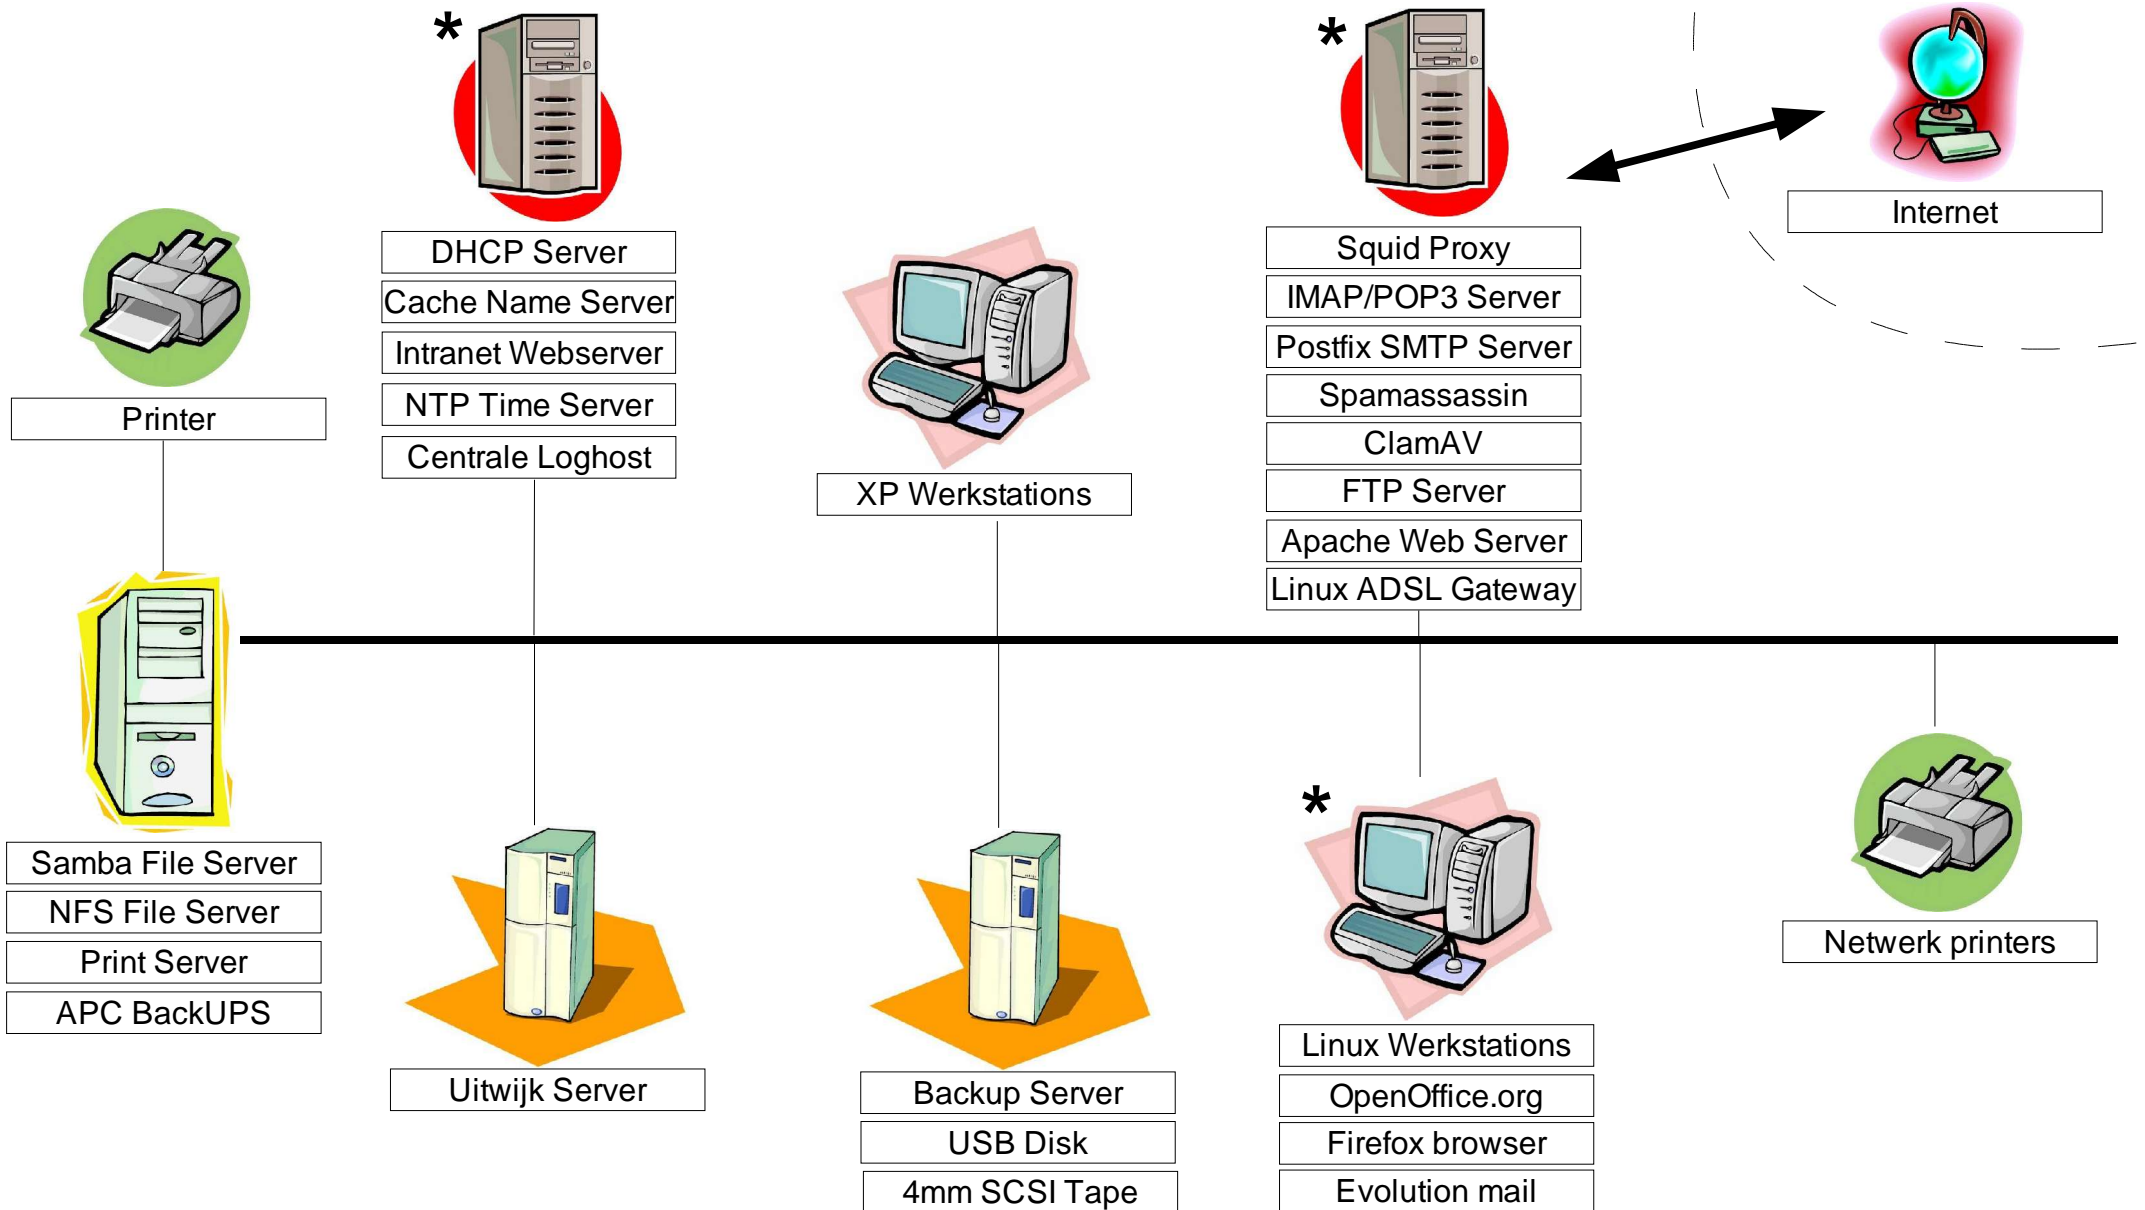 *
*
Internet
DHCP Server
Cache Name Server
Intranet Webserver
NTP Time Server
Centrale Loghost
Squid Proxy
IMAP/POP3 Server
Postfix SMTP Server
Spamassassin
ClamAV
FTP Server
Apache Web Server
Linux ADSL Gateway
Printer
XP Werkstations
Samba File Server
NFS File Server
Print Server
APC BackUPS
Uitwijk Server
Backup Server
USB Disk
4mm SCSI Tape
*
Linux Werkstations
OpenOffice.org
Firefox browser
Evolution mail
Netwerk printers